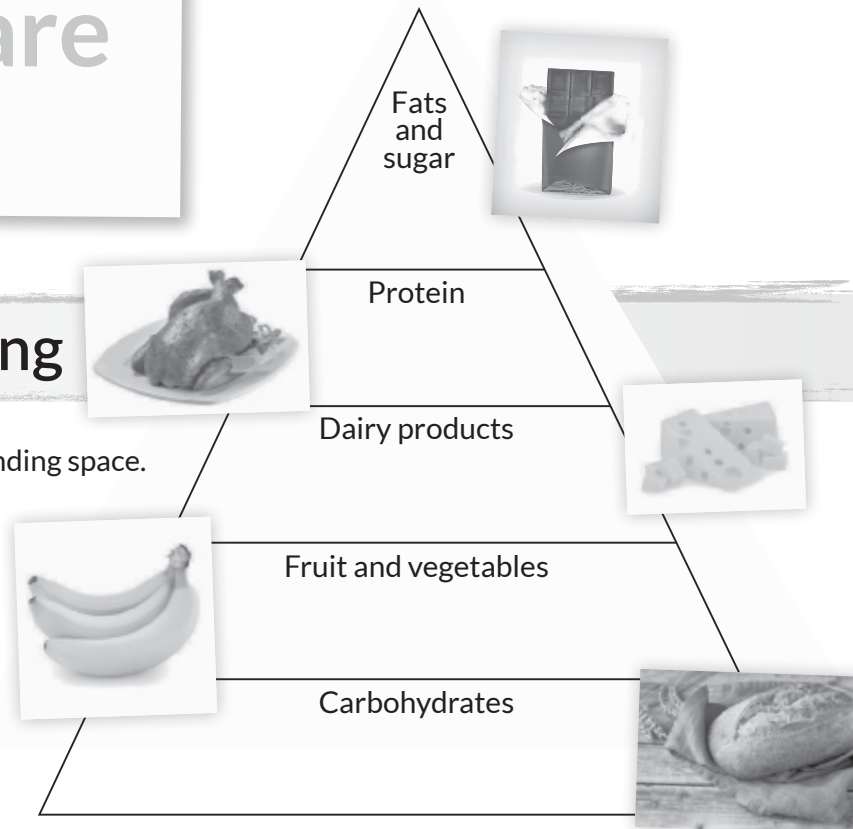 are
Fats
and
sugar
Protein
ng
Dairy products
nding space.
Fruit and vegetables
Carbohydrates